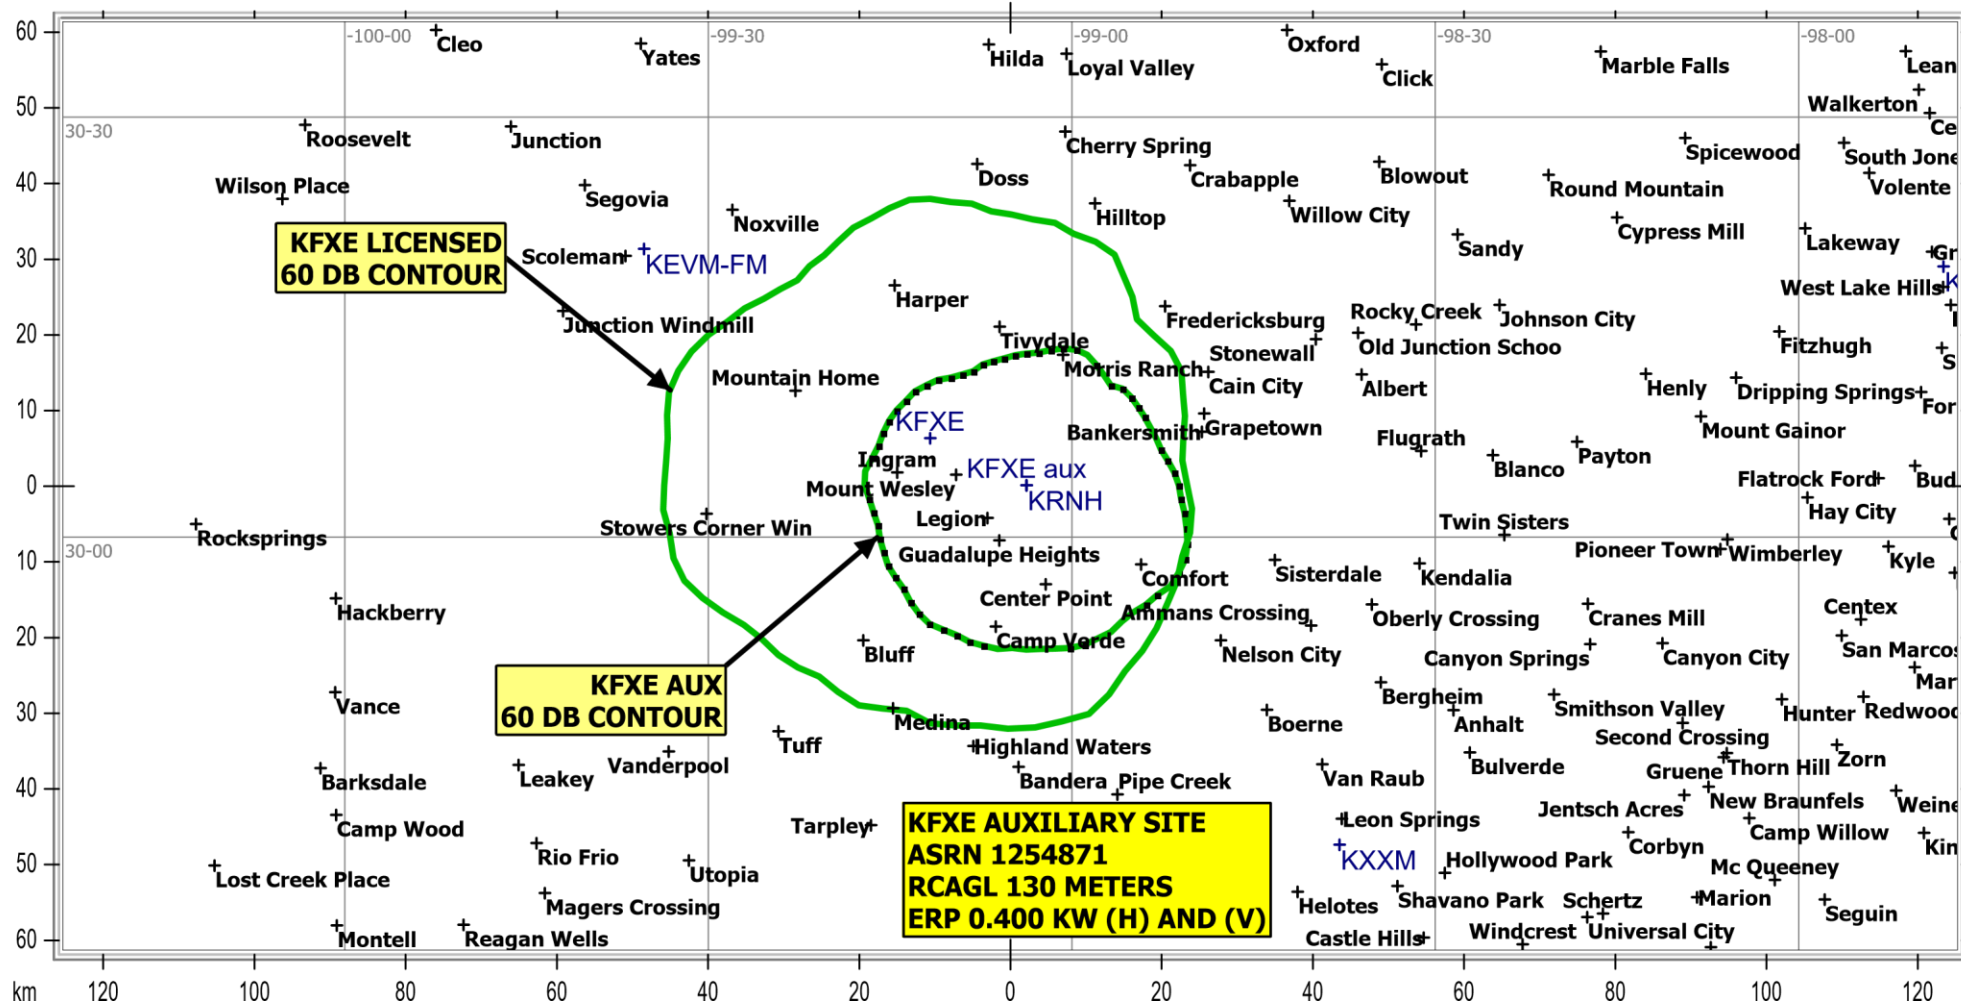 60
-100-00
-99-30
-99-00
-98-30
-98-00
Cleo
Yates
Hilda
Loyal Valley
Oxford
Click
Marble Falls
Lean
50
Walkerton
Ce
30-30
Roosevelt
Junction
Cherry Spring
Spicewood
South Jone
Doss
Crabapple
Blowout
Round Mountain
Volente
40
Wilson Place
Segovia
Noxville
Hilltop
Willow City
Cypress Mill
Lakeway
KFXE LICENSED
60 DB CONTOUR
Scoleman
KEVM-FM
Sandy
Gr
30
West Lake Hills
K
Harper
Junction Windmill
Fredericksburg
Rocky Creek
Johnson City
20
Tivydale
Stonewall
Old Junction Schoo
Fitzhugh
S
Mountain Home
Morris Ranch
Cain City
Albert
Henly
Dripping Springs
For
10
KFXE
Bankersmith
Grapetown
Flugrath
Mount Gainor
Ingram
KFXE aux
Blanco
Payton
0
Mount Wesley
KRNH
Flatrock Ford
Bud
Rocksprings
Stowers Corner Win
Legion
Twin Sisters
Hay City
30-00
Guadalupe Heights
Pioneer Town
Wimberley
Kyle
10
Comfort
Sisterdale
Kendalia
Hackberry
Center Point
Ammans Crossing
Oberly Crossing
Cranes Mill
Centex
20
Bluff
Camp Verde
Nelson City
Canyon Springs
Canyon City
San Marcos
KFXE AUX
60 DB CONTOUR
Mar
Vance
Bergheim
Smithson Valley
Hunter
Redwood
30
Medina
Boerne
Anhalt
Tuff
Highland Waters
Second Crossing
Zorn
Vanderpool
Bulverde
Gruene
Thorn Hill
Barksdale
Leakey
Bandera
Pipe Creek
Van Raub
40
Camp Wood
Tarpley
Leon Springs
Jentsch Acres
New Braunfels
Weine
KFXE AUXILIARY SITE
ASRN 1254871
RCAGL 130 METERS
ERP 0.400 KW (H) AND (V)
Camp Willow
Rio Frio
KXXM
Hollywood Park
Corbyn
Kin
50
Lost Creek Place
Utopia
Mc Queeney
Magers Crossing
Helotes
Shavano Park
Schertz
Marion
Seguin
60
Montell
Reagan Wells
Castle Hills
Windcrest
Universal City
km
120
100
80
60
40
20
0
20
40
60
80
100
120